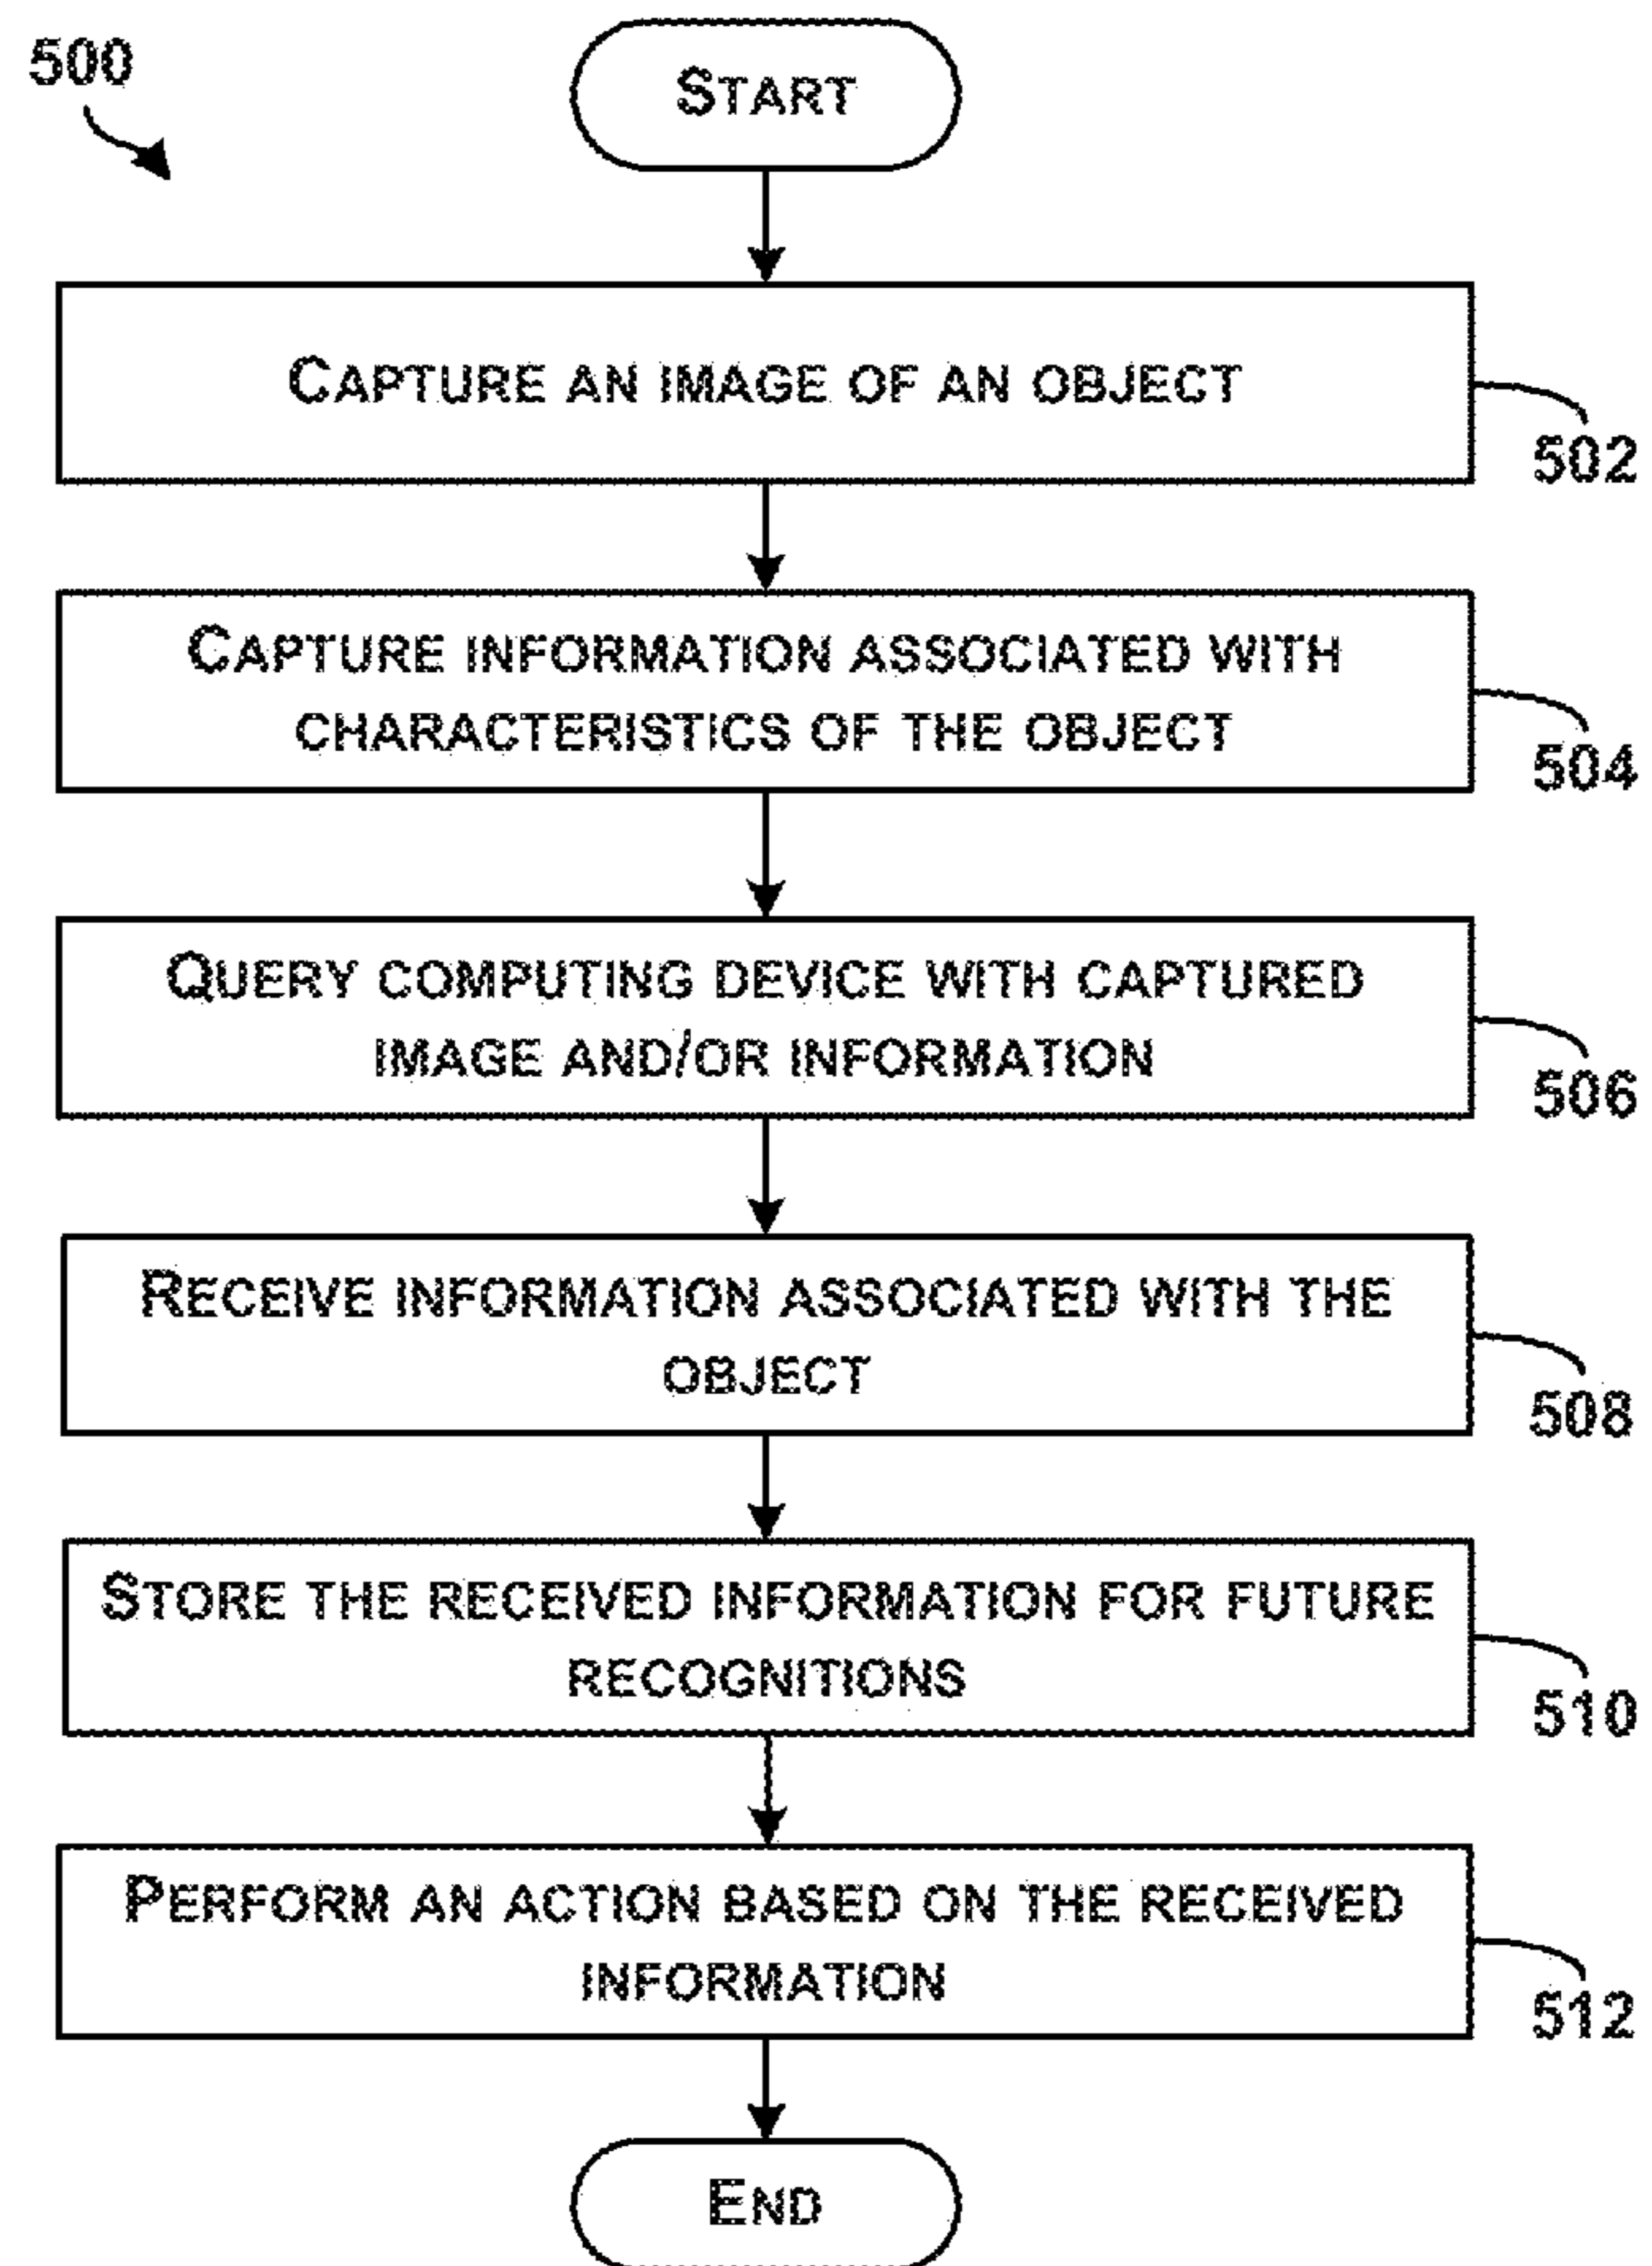 500
START
CAPTURE AN IMAGE OF AN OBJECT
502
CAPTURE INFORMATION ASSOCIATED WITH
CHARACTERISTICS OF THE OBJECT
504
QUERY COMPUTING DEVICE WITH CAPTURED
IMAGE AND/OR INFORMATION
506
RECEIVE INFORMATION ASSOCIATED WITH THE
OBJECT
508
STORE THE RECEIVED INFORMATION FOR FUTURE
RECOGNITIONS
510
PERFORM AN ACTION BASED ON THE RECEIVED
INFORMATION
512
END